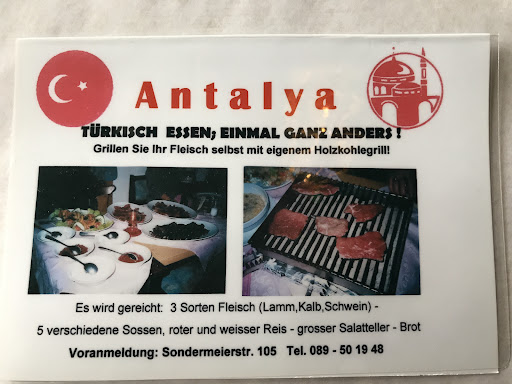 Antalya
TÜRKISCH ESSEN, EINMAL GANZ ANDERS !
Grillen Sie Ihr Fleisch selbst mit eigenem Holzkohlegrill!
Es wird gereicht: 3 Sorten Fleisch (Lamm,Kalb,Schwein) -
5 verschiedene Sossen, roter und weisser Reis - grosser Salatteller - Brot
Voranmeldung: Sondermeierstr. 105 Tel. 089 - 50 19 48